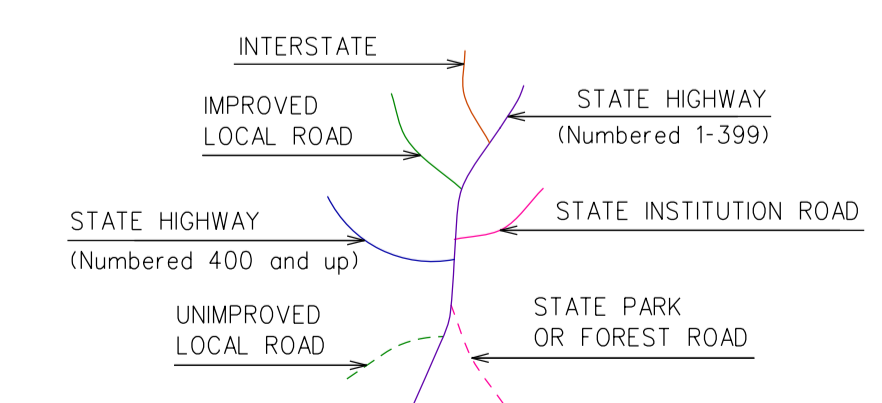 INTERSTATE
STATE HIGHWAY
(Numbered 1-399)
IMPROVED
LOCAL ROAD
STATE INSTITUTION ROAD
STATE HIGHWAY
(Numbered 400 and up)
STATE PARK
OR FOREST ROAD
UNIMPROVED
LOCAL ROAD